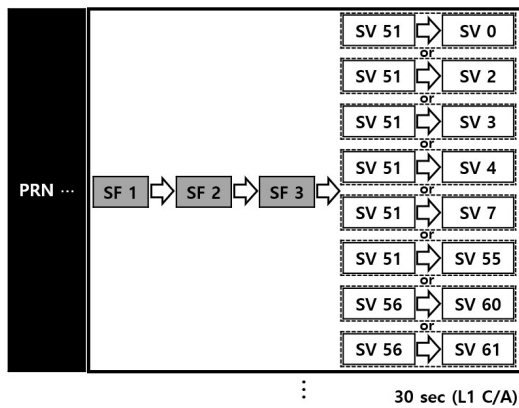 SV 51 SV 0
or
SV 51 SV 2
or
SV 51 SV 3
or
SV 51 SV 4
PRN ··· SF 1 SF 2 SF 3
or
SV 51 SV 7
or
SV 51 SV 55
or
SV 56 SV 60
or
SV 56 SV 61
⋮
30 sec (L1 C/A)